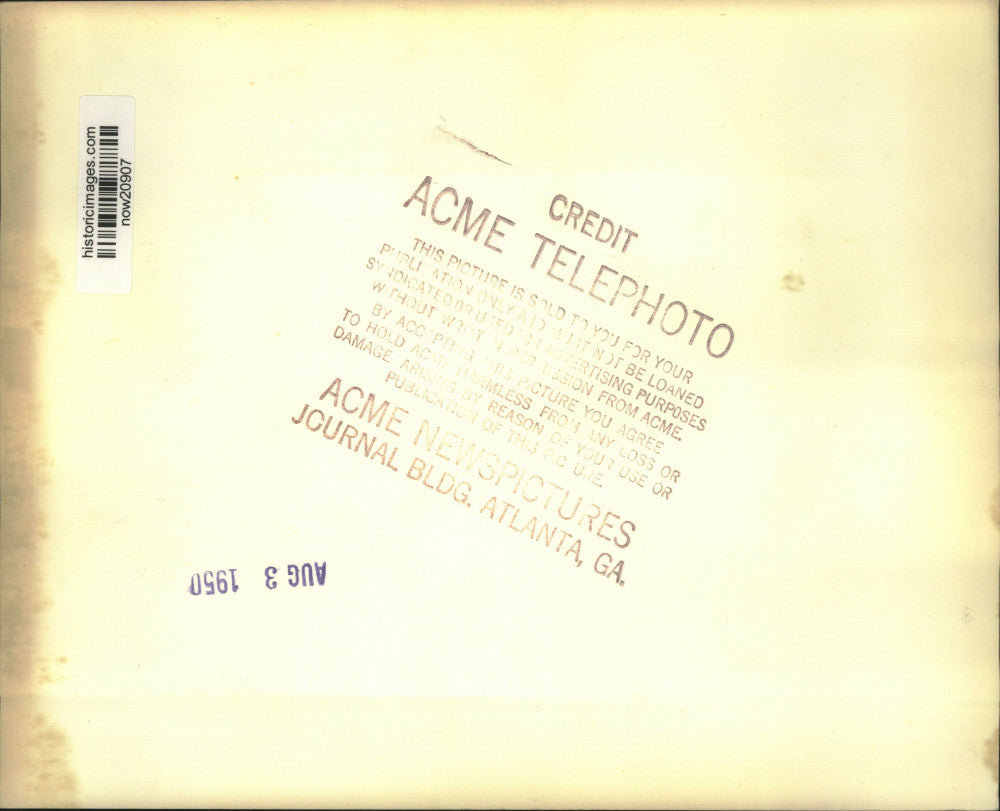 historicimages.com
now20907
CREDIT
ACME TELEPHOTO
THIS PICTURE IS SOLD TO YOU FOR YOUR
PUBLICATION ONLY AND MUST NOT BE LOANED
SYNDICATED OR USED FOR ADVERTISING PURPOSES
WITHOUT WRITTEN PERMISSION FROM ACME.
BY ACCEPTING THIS PICTURE YOU AGREE
TO HOLD ACME HARMLESS FROM ANY LOSS OR
DAMAGE ARISING BY REASON OF YOUR USE OR
PUBLICATION OF THIS PICTURE
ACME NEWSPICTURES
JOURNAL BLDG. ATLANTA, GA.
AUG 3 1950